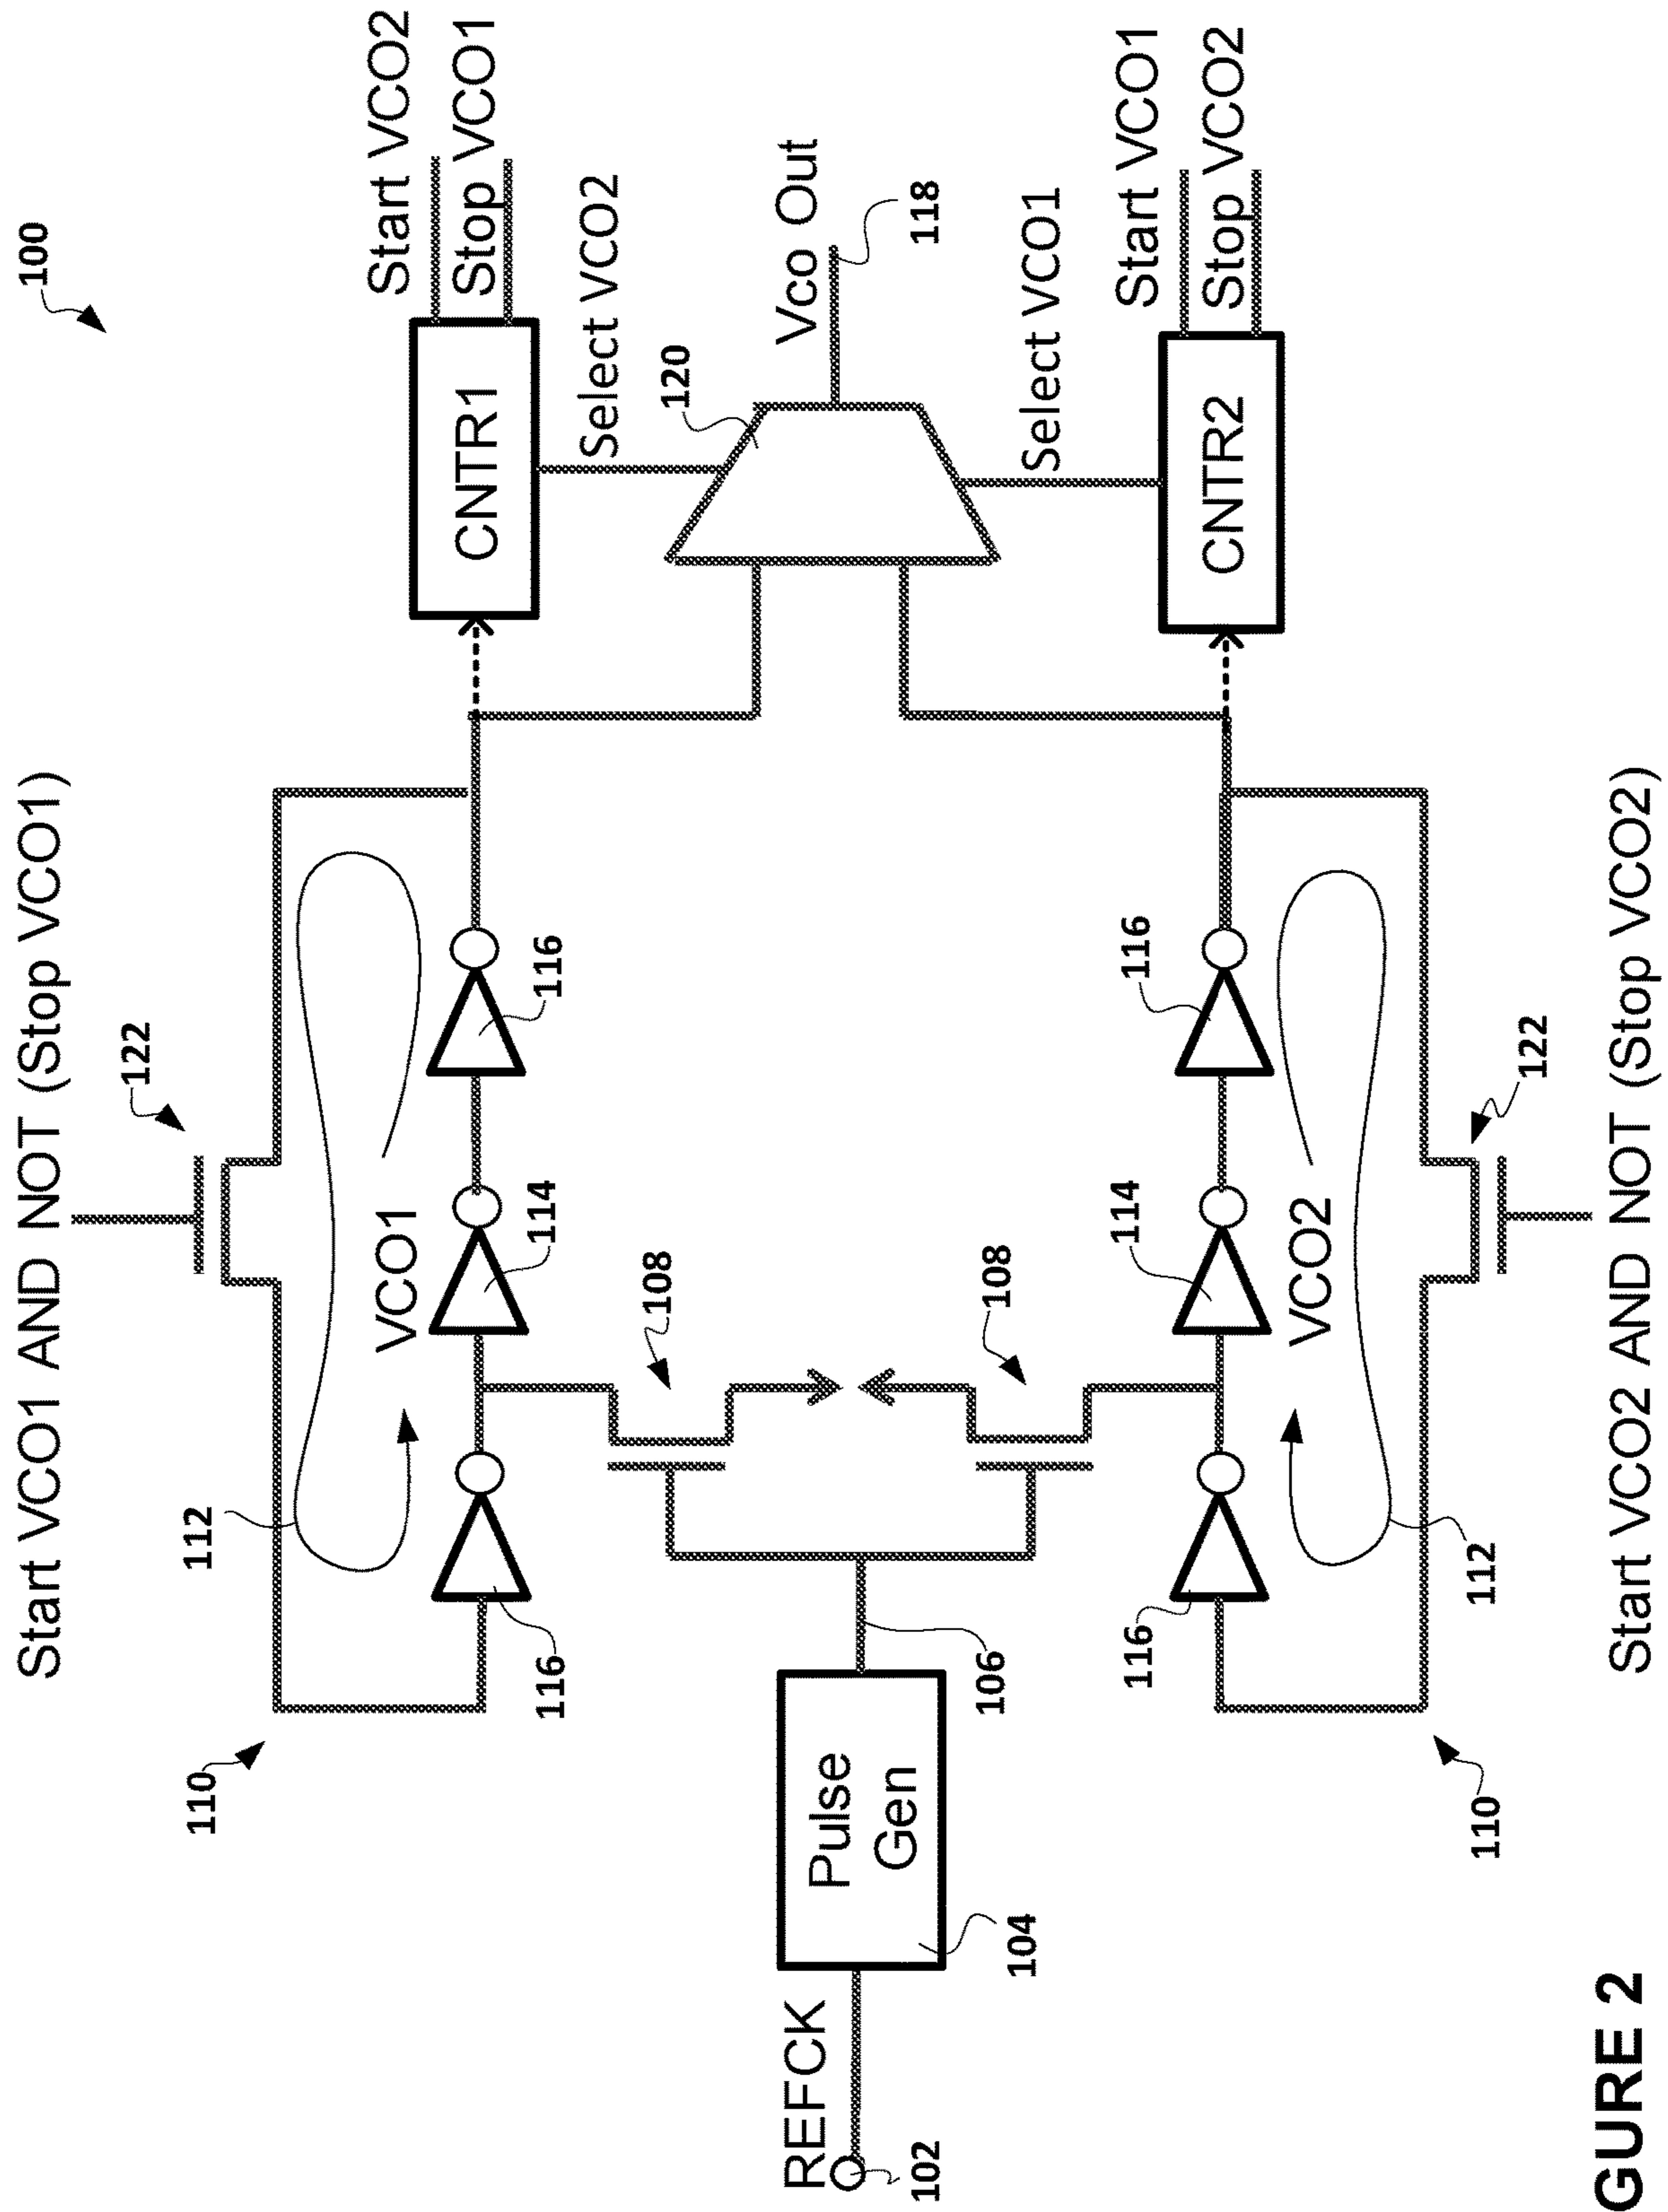 100
Start VCO1 AND NOT (Stop VCO1)
122
Start VCO2
Stop VCO1
112
110
VCO1
CNTR1
116
114
116
Select VCO2
108
120
REFCK
102
Pulse
Gen
104
106
Vco Out
118
108
Select VCO1
116
114
116
Start VCO1
Stop VCO2
CNTR2
VCO2
112
110
122
Start VCO2 AND NOT (Stop VCO2)
GURE 2